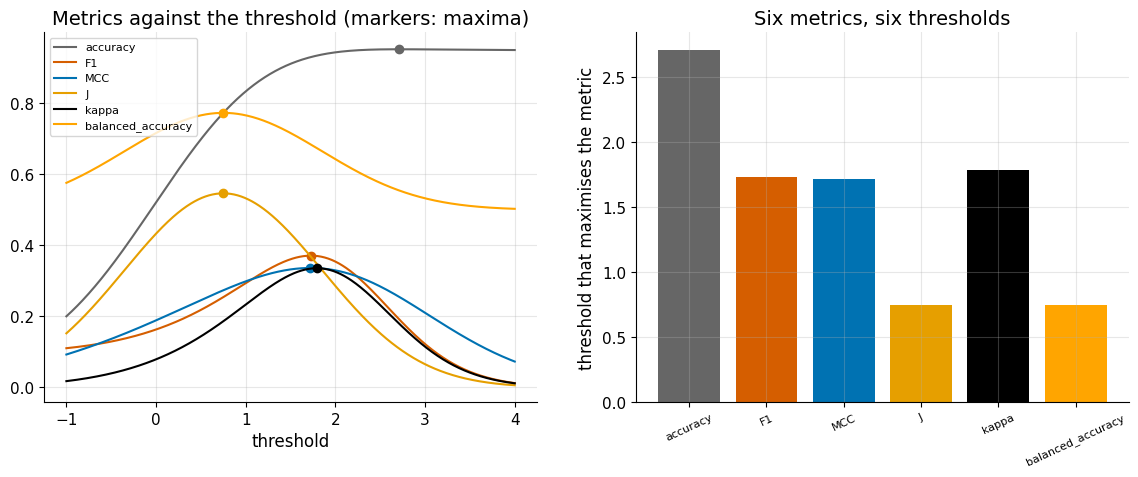 Metrics against the threshold (markers: maxima)
accuracy
F1
MCC
J
kappa
balanced_accuracy
0.0
0.2
0.4
0.6
0.8
−1
0
1
2
3
4
threshold
Six metrics, six thresholds
threshold that maximises the metric
0.0
0.5
1.0
1.5
2.0
2.5
accuracy
F1
MCC
J
kappa
balanced_accuracy